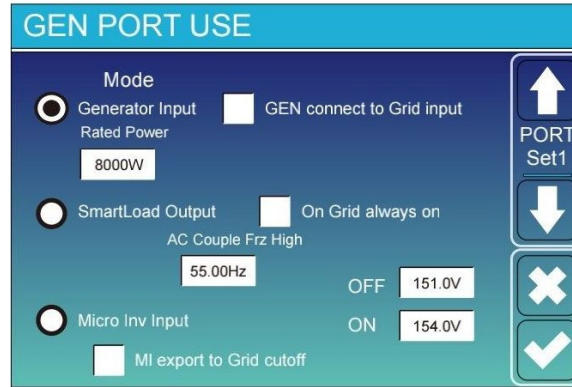 GEN PORT USE
Mode
Generator Input
GEN connect to Grid input
Rated Power
8000W
PORT
Set1
SmartLoad Output
On Grid always on
AC Couple Frz High
55.00Hz
OFF 151.0V
Micro Inv Input
ON 154.0V
MI export to Grid cutoff